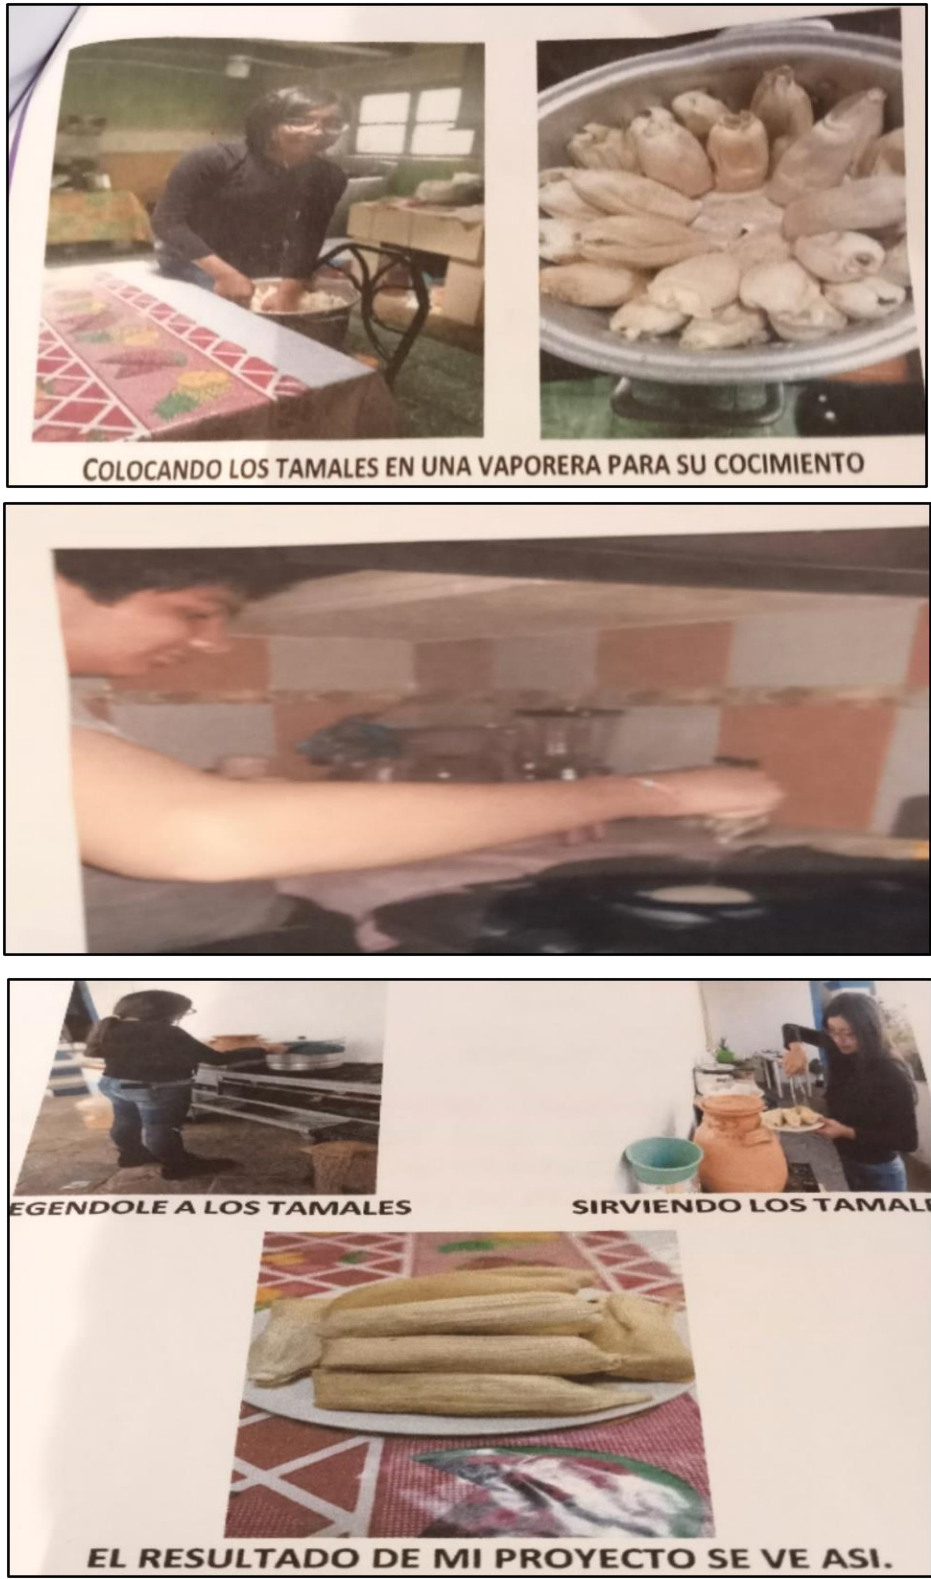 COLOCANDO LOS TAMALES EN UNA VAPORERA PARA SU COCIMIENTO
EGENDOLE A LOS TAMALES
SIRVIENDO LOS TAMALE
EL RESULTADO DE MI PROYECTO SE VE ASI.